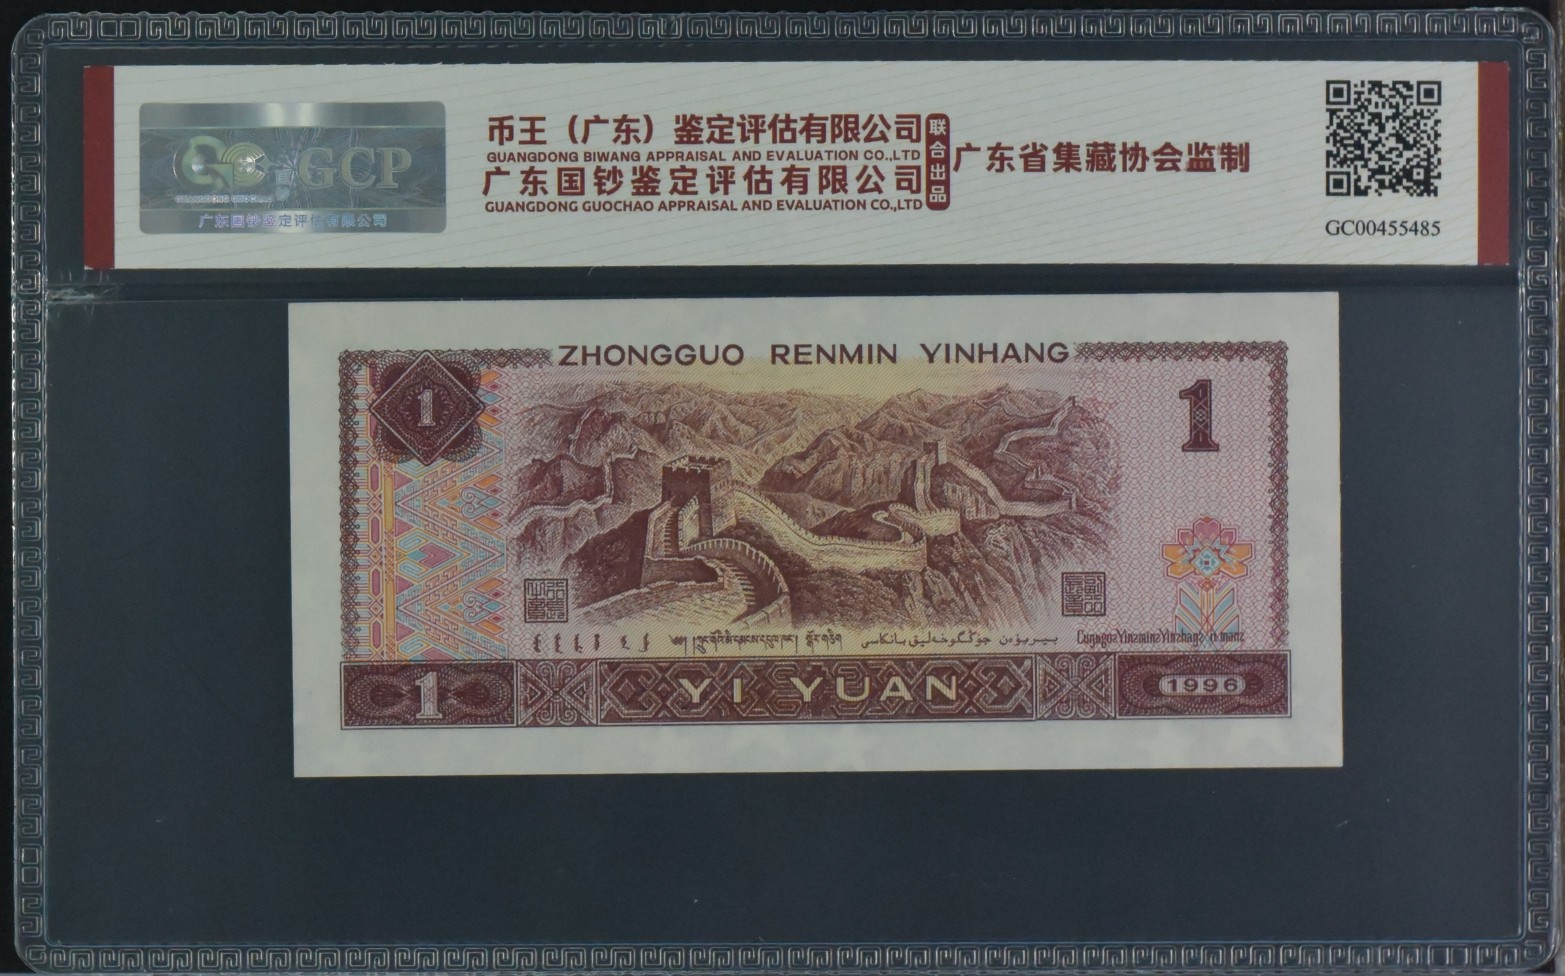 GCP
GUANGDONG GUOCHAO
广东国钞鉴定评估有限公司
币王（广东）鉴定评估有限公司
GUANGDONG BIWANG APPRAISAL AND EVALUATION CO.,LTD
广东国钞鉴定评估有限公司
GUANGDONG GUOCHAO APPRAISAL AND EVALUATION CO,.LTD
联合出品
广东省集藏协会监制
GC00455485
ZHONGGUO RENMIN YINHANG
1
1
1
YI YUAN
1996